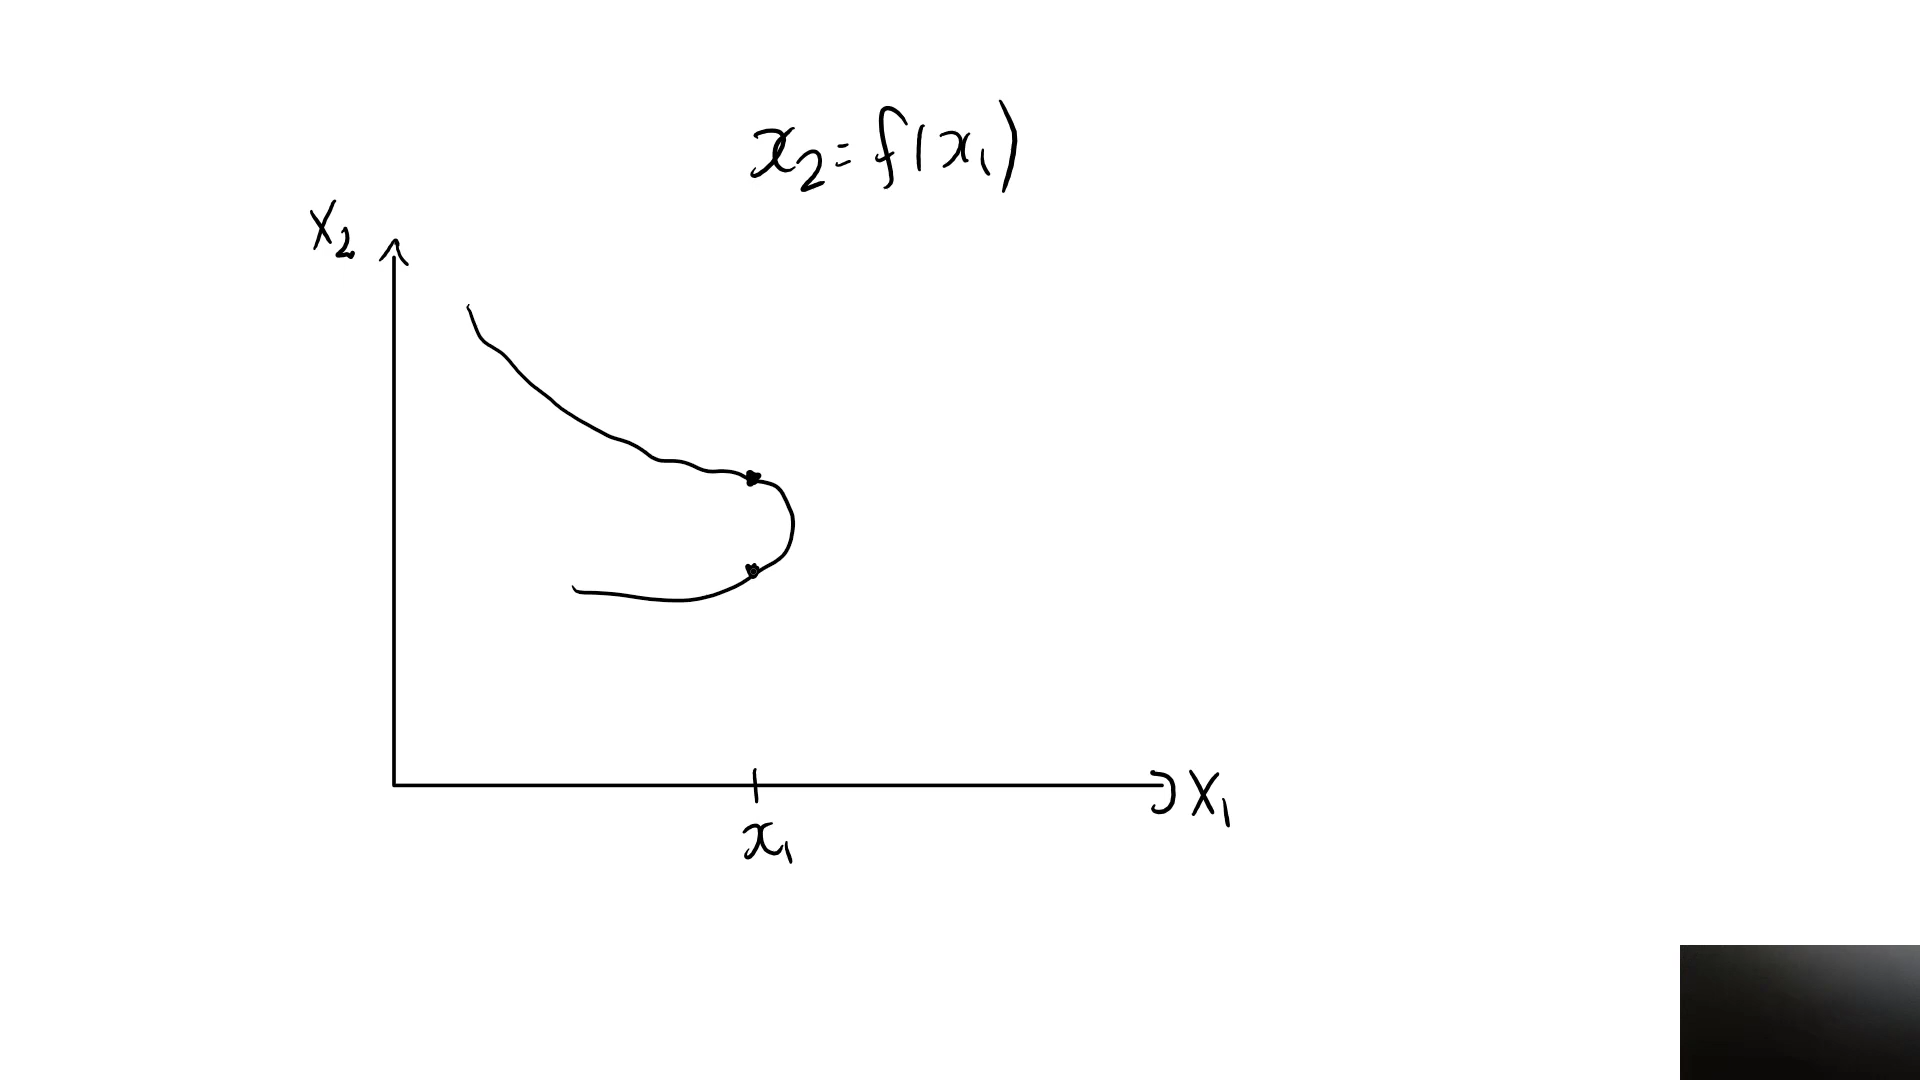 x₂=f(x₁)
X₂
X₁
x₁